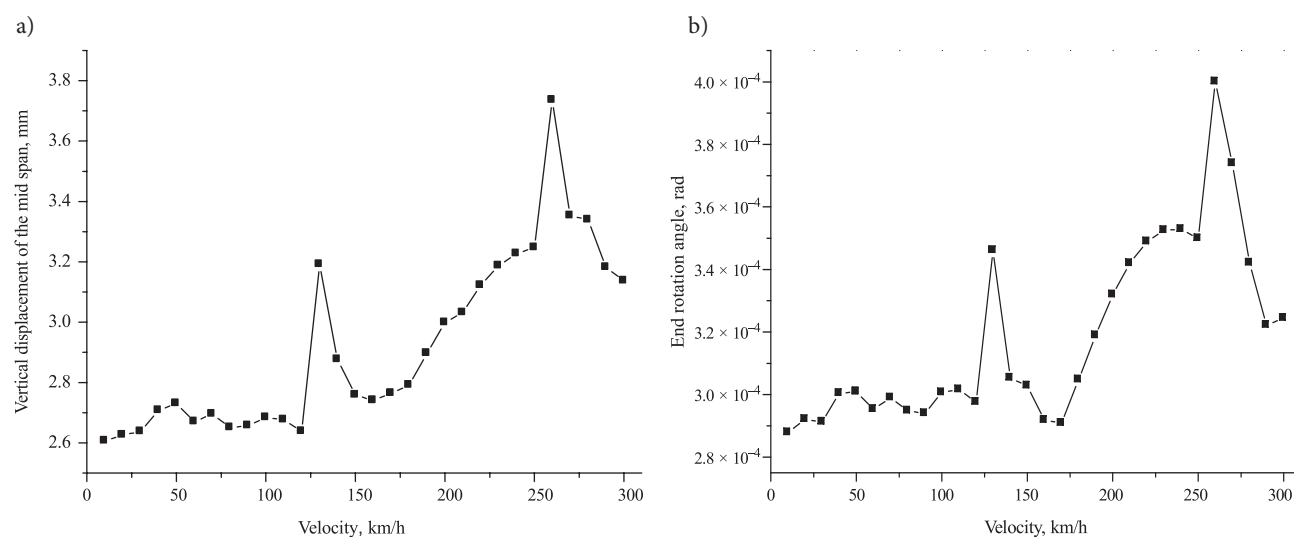 a)
Vertical displacement of the mid span, mm
3.8
3.6
3.4
3.2
3.0
2.8
2.6
0
50
100
150
200
250
300
Velocity, km/h
b)
End rotation angle, rad
4.0 × 10⁻⁴
3.8 × 10⁻⁴
3.6 × 10⁻⁴
3.4 × 10⁻⁴
3.2 × 10⁻⁴
3.0 × 10⁻⁴
2.8 × 10⁻⁴
0
50
100
150
200
250
300
Velocity, km/h